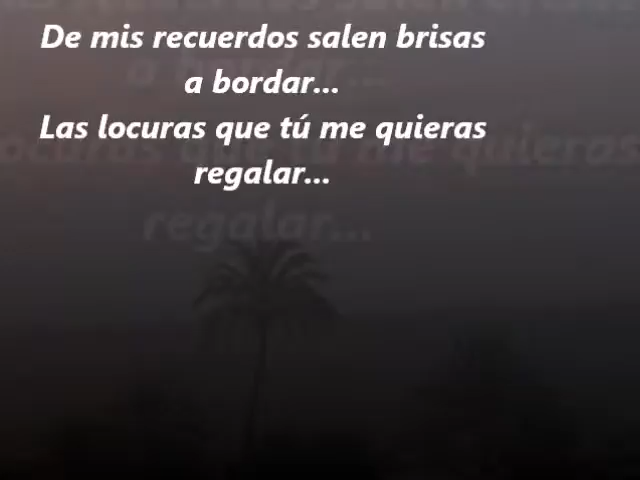 De mis recuerdos salen brisas
a bordar...
Las locuras que tú me quieras
regalar...